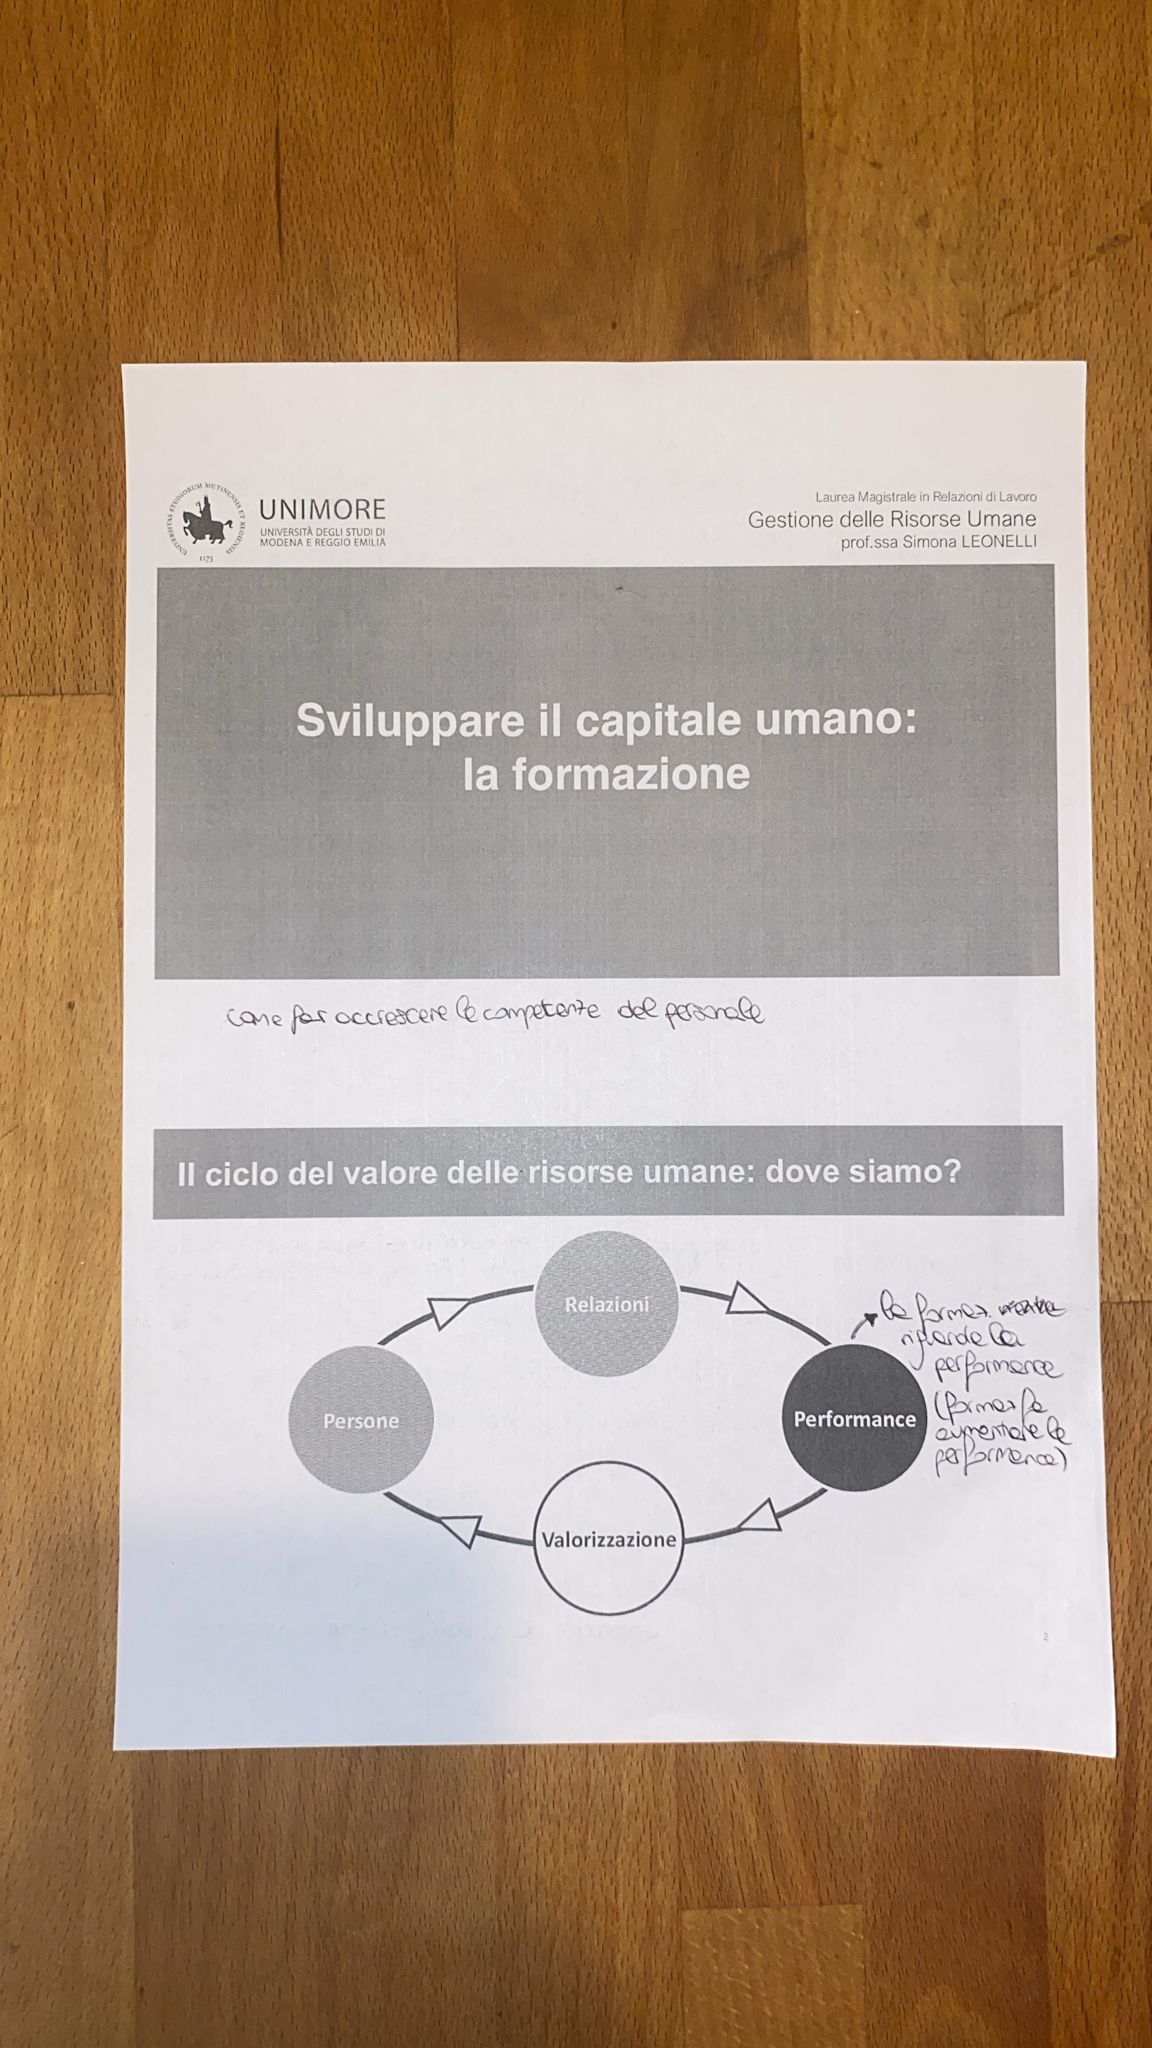 UNIVERSITAS STUDIORUM MUTINENSIS ET REGIENSIS
1175
UNIMORE
UNIVERSITÀ DEGLI STUDI DI
MODENA E REGGIO EMILIA
Laurea Magistrale in Relazioni di Lavoro
Gestione delle Risorse Umane
prof.ssa Simona LEONELLI
Sviluppare il capitale umano:
la formazione
come far accrescere le competenze del personale
Il ciclo del valore delle risorse umane: dove siamo?
Relazioni
la formaz.
riguarda la
performance
Persone
Performance
(formaz fa
aumentare la
performance)
Valorizzazione
2